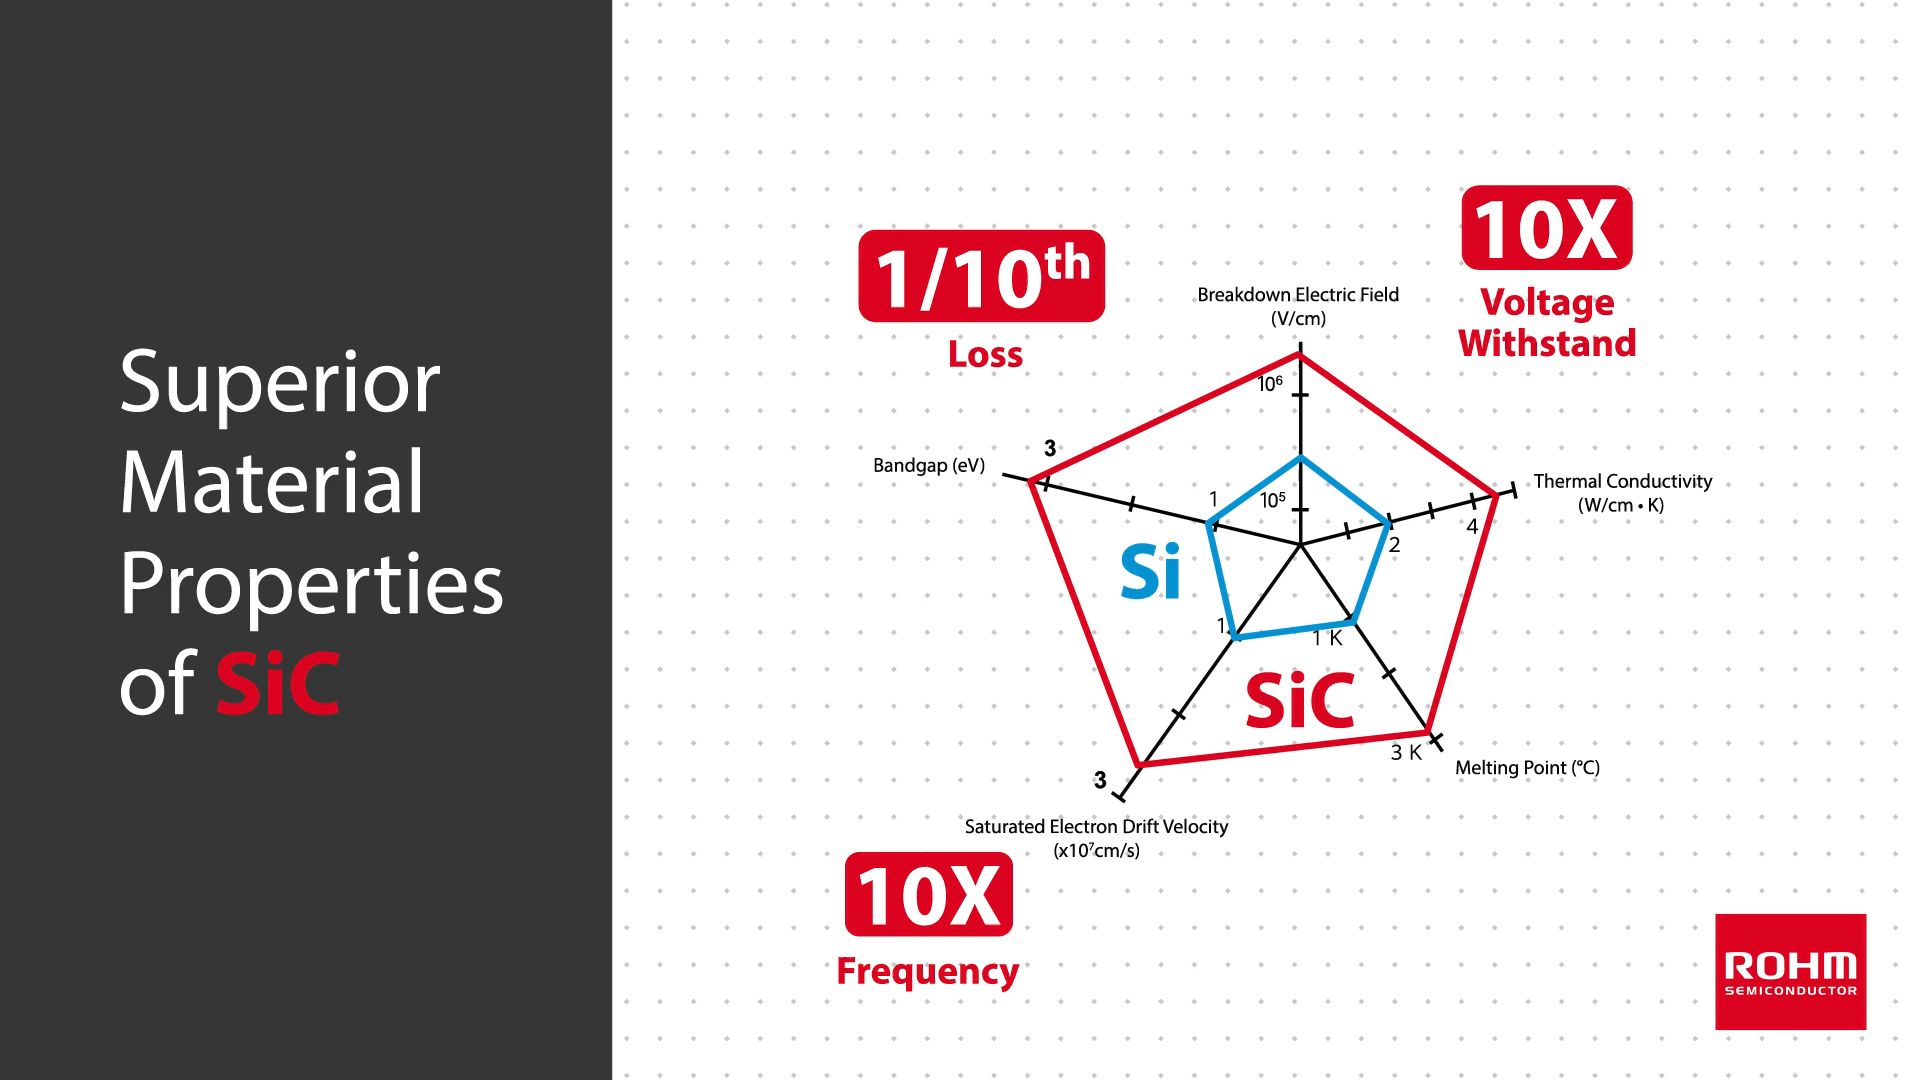 Superior
Material
Properties
of SiC
1/10th
Loss
10X
Voltage
Withstand
Breakdown Electric Field
(V/cm)
10⁶
10⁵
Bandgap (eV)
3
1
Thermal Conductivity
(W/cm • K)
4
2
Si
SiC
1
1 K
3 K
Melting Point (°C)
3
Saturated Electron Drift Velocity
(x10⁷cm/s)
10X
Frequency
ROHM
SEMICONDUCTOR